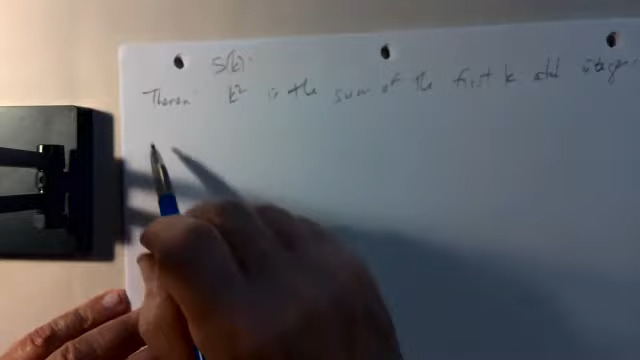 S(k):
Theorem k² is the sum of the first k odd integers.